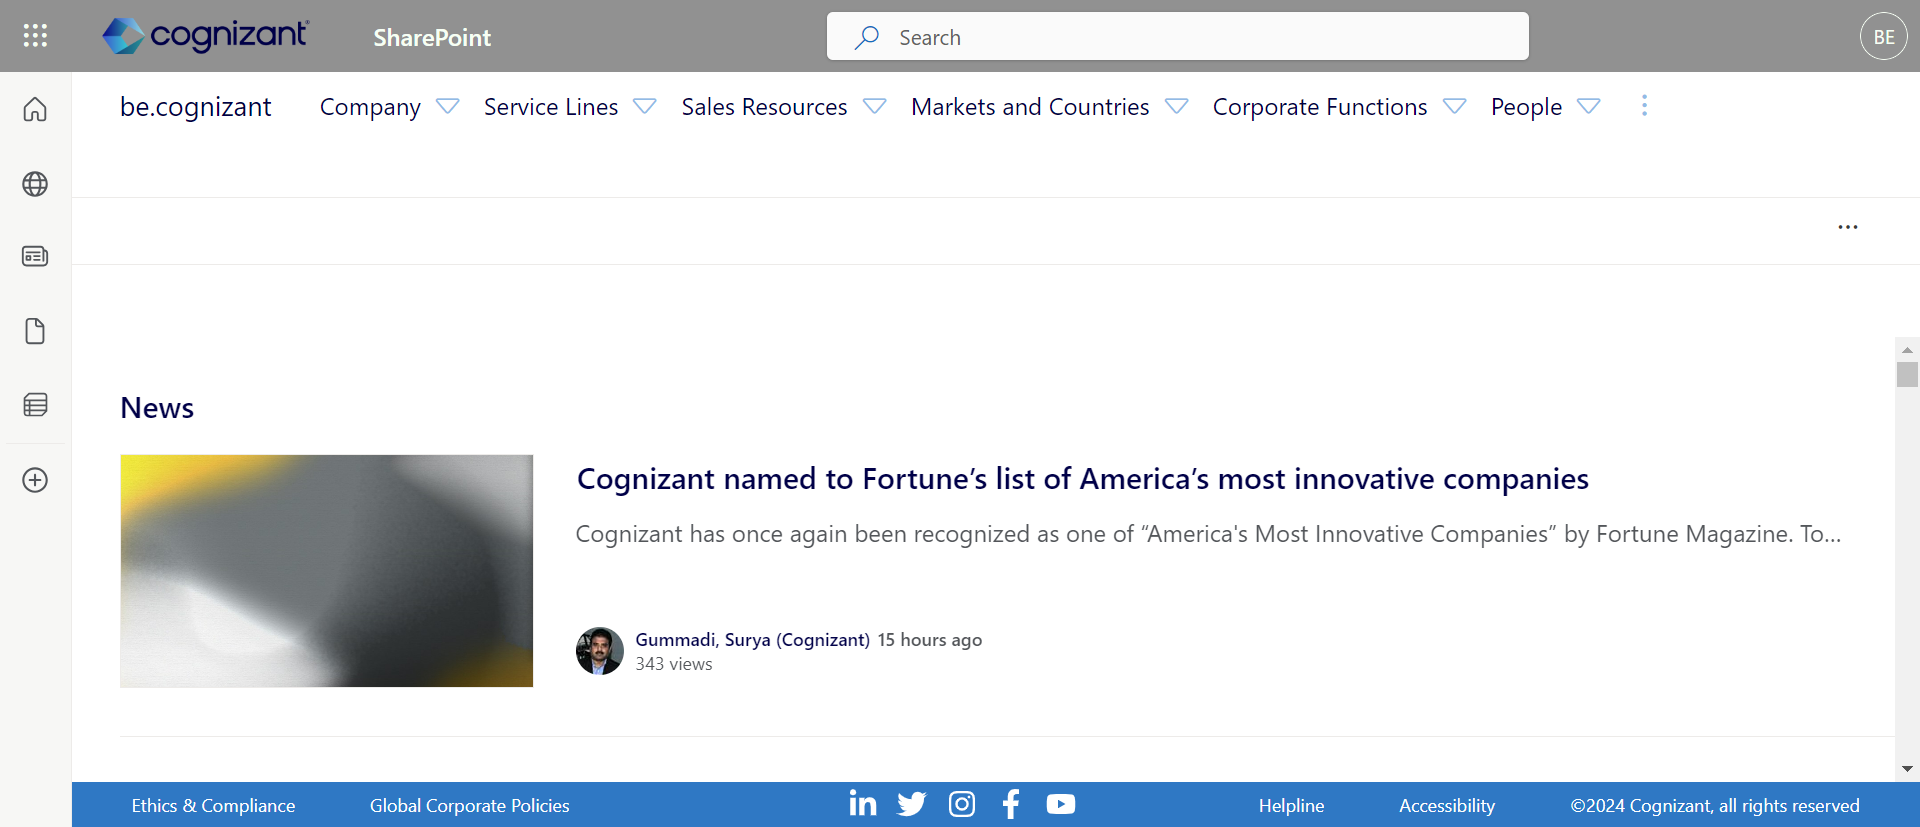 cognizant
SharePoint
Search
BE
be.cognizant
Company
Service Lines
Sales Resources
Markets and Countries
Corporate Functions
People
News
Cognizant named to Fortune’s list of America’s most innovative companies
Cognizant has once again been recognized as one of “America's Most Innovative Companies” by Fortune Magazine. To...
Gummadi, Surya (Cognizant) 15 hours ago
343 views
Ethics & Compliance
Global Corporate Policies
Helpline
Accessibility
©2024 Cognizant, all rights reserved